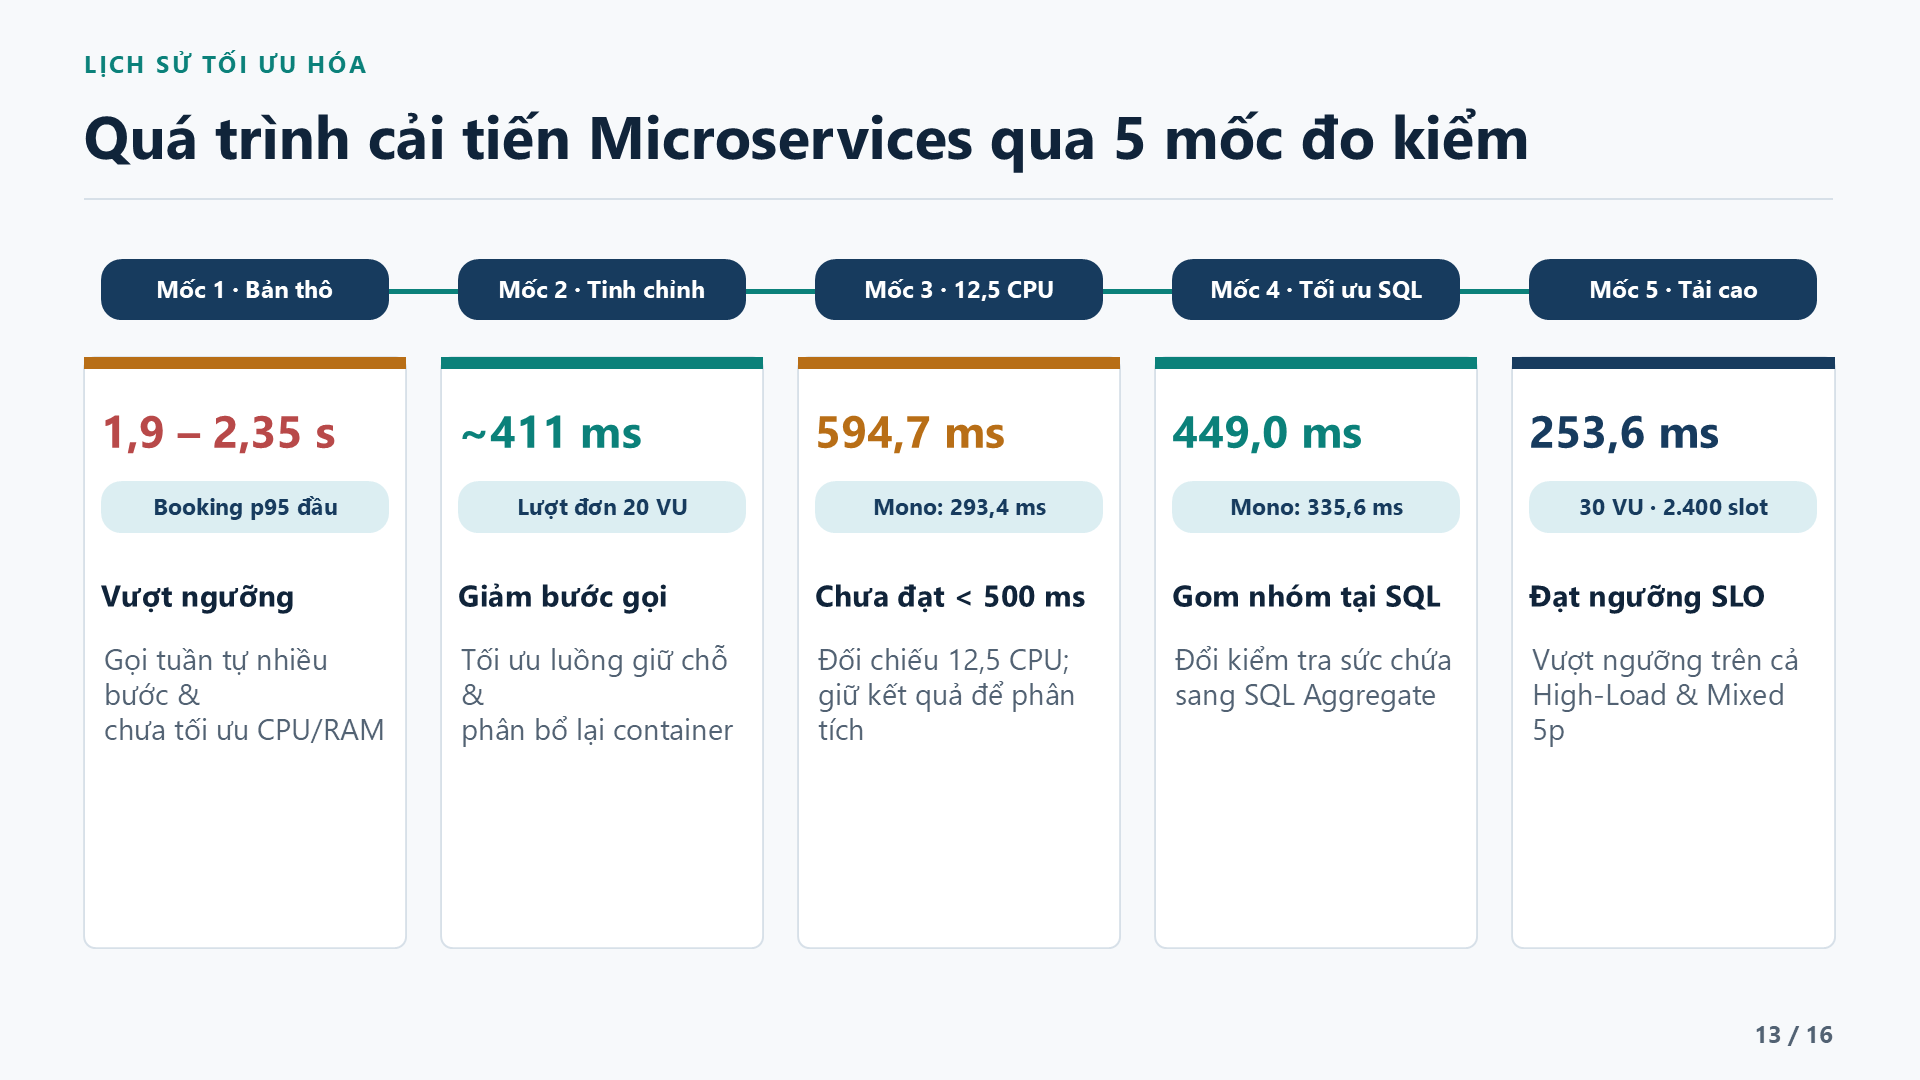 LỊCH SỬ TỐI ƯU HÓA
Quá trình cải tiến Microservices qua 5 mốc đo kiểm
Mốc 1 · Bản thô
Mốc 2 · Tinh chỉnh
Mốc 3 · 12,5 CPU
Mốc 4 · Tối ưu SQL
Mốc 5 · Tải cao
1,9 – 2,35 s
Booking p95 đầu
Vượt ngưỡng
Gọi tuần tự nhiều
bước &
chưa tối ưu CPU/RAM
~411 ms
Lượt đơn 20 VU
Giảm bước gọi
Tối ưu luồng giữ chỗ
&
phân bổ lại container
594,7 ms
Mono: 293,4 ms
Chưa đạt < 500 ms
Đối chiếu 12,5 CPU;
giữ kết quả để phân
tích
449,0 ms
Mono: 335,6 ms
Gom nhóm tại SQL
Đổi kiểm tra sức chứa
sang SQL Aggregate
253,6 ms
30 VU · 2.400 slot
Đạt ngưỡng SLO
Vượt ngưỡng trên cả
High-Load & Mixed
5p
13 / 16